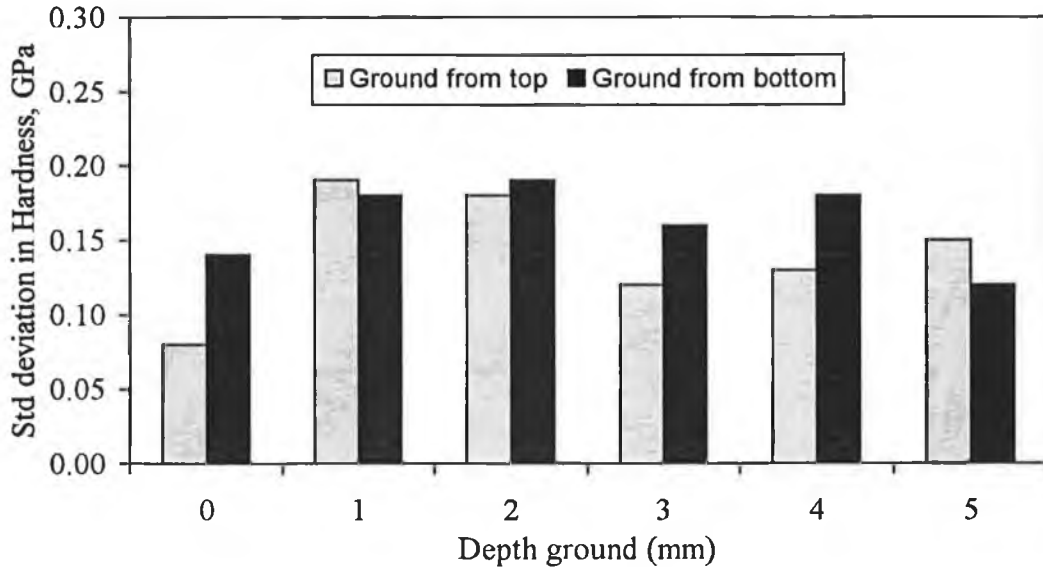 Std deviation in Hardness, GPa
0.30
0.25
0.20
0.15
0.10
0.05
0.00
Ground from top Ground from bottom
0 1 2 3 4 5
Depth ground (mm)